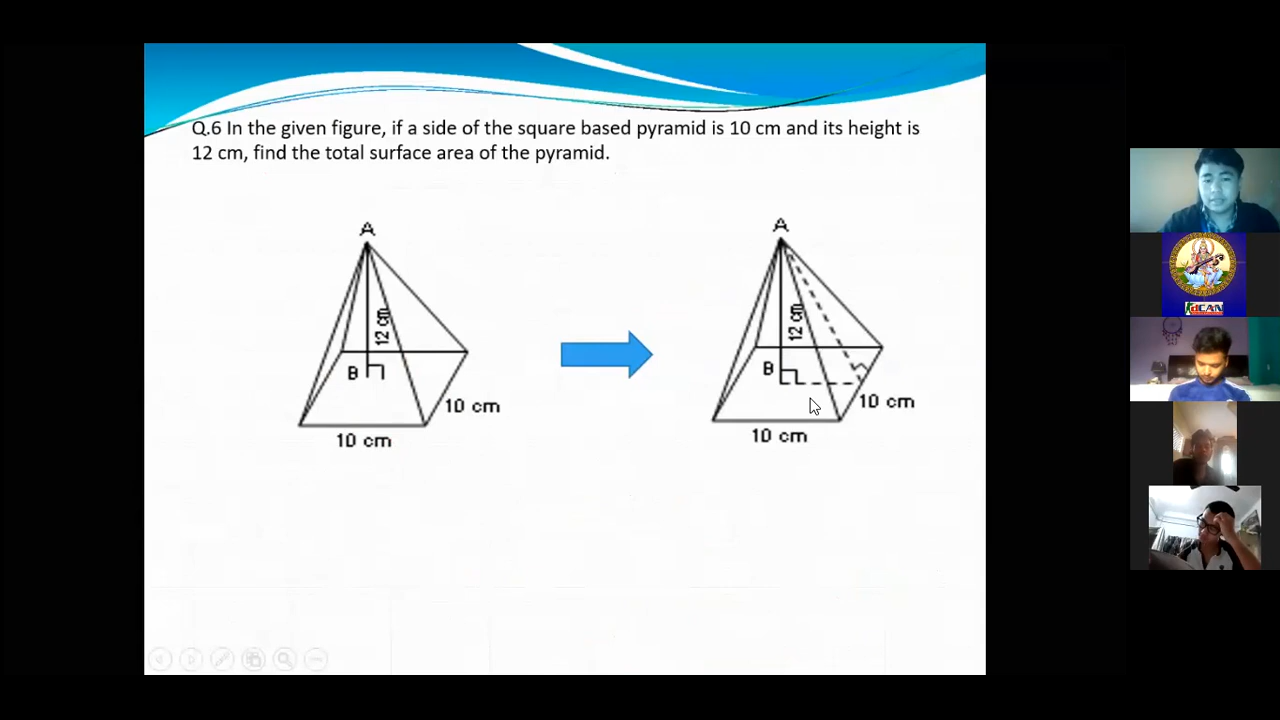 Q.6 In the given figure, if a side of the square based pyramid is 10 cm and its height is
12 cm, find the total surface area of the pyramid.
A
12 cm
B
10 cm
10 cm
A
12 cm
B
10 cm
10 cm